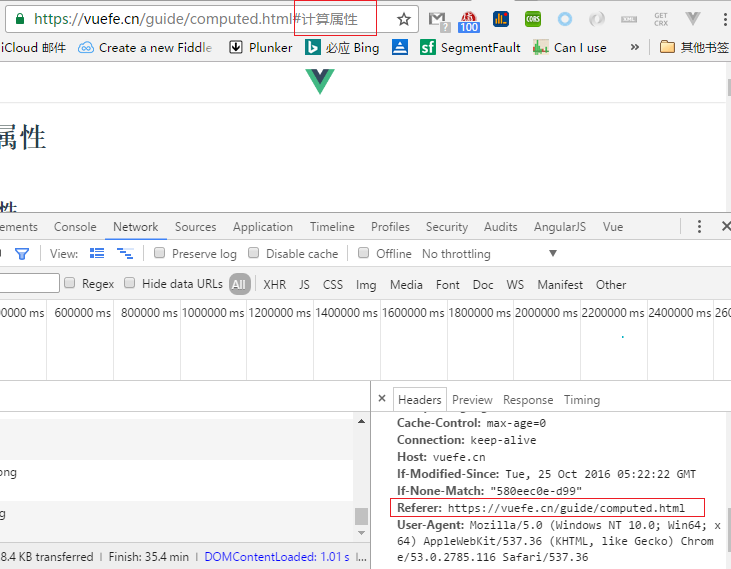 https://vuefe.cn/guide/computed.html#计算属性
100 CORS XML GET CRX
iCloud 邮件 Create a new Fiddle Plunker 必应 Bing SegmentFault Can I use » 其他书签
属性
Elements Console Network Sources Application Timeline Profiles Security Audits AngularJS Vue
View: Preserve log Disable cache Offline No throttling
Regex Hide data URLs All XHR JS CSS Img Media Font Doc WS Manifest Other
0000 ms 600000 ms 800000 ms 1000000 ms 1200000 ms 1400000 ms 1600000 ms 1800000 ms 2000000 ms 2200000 ms 2400000 ms 260
× Headers Preview Response Timing
Cache-Control: max-age=0
Connection: keep-alive
Host: vuefe.cn
If-Modified-Since: Tue, 25 Oct 2016 05:22:22 GMT
If-None-Match: "580eec0e-d99"
Referer: https://vuefe.cn/guide/computed.html
User-Agent: Mozilla/5.0 (Windows NT 10.0; Win64; x
64) AppleWebKit/537.36 (KHTML, like Gecko) Chrom
e/53.0.2785.116 Safari/537.36
ong
g
8.4 KB transferred | Finish: 35.4 min | DOMContentLoaded: 1.01 s | l...